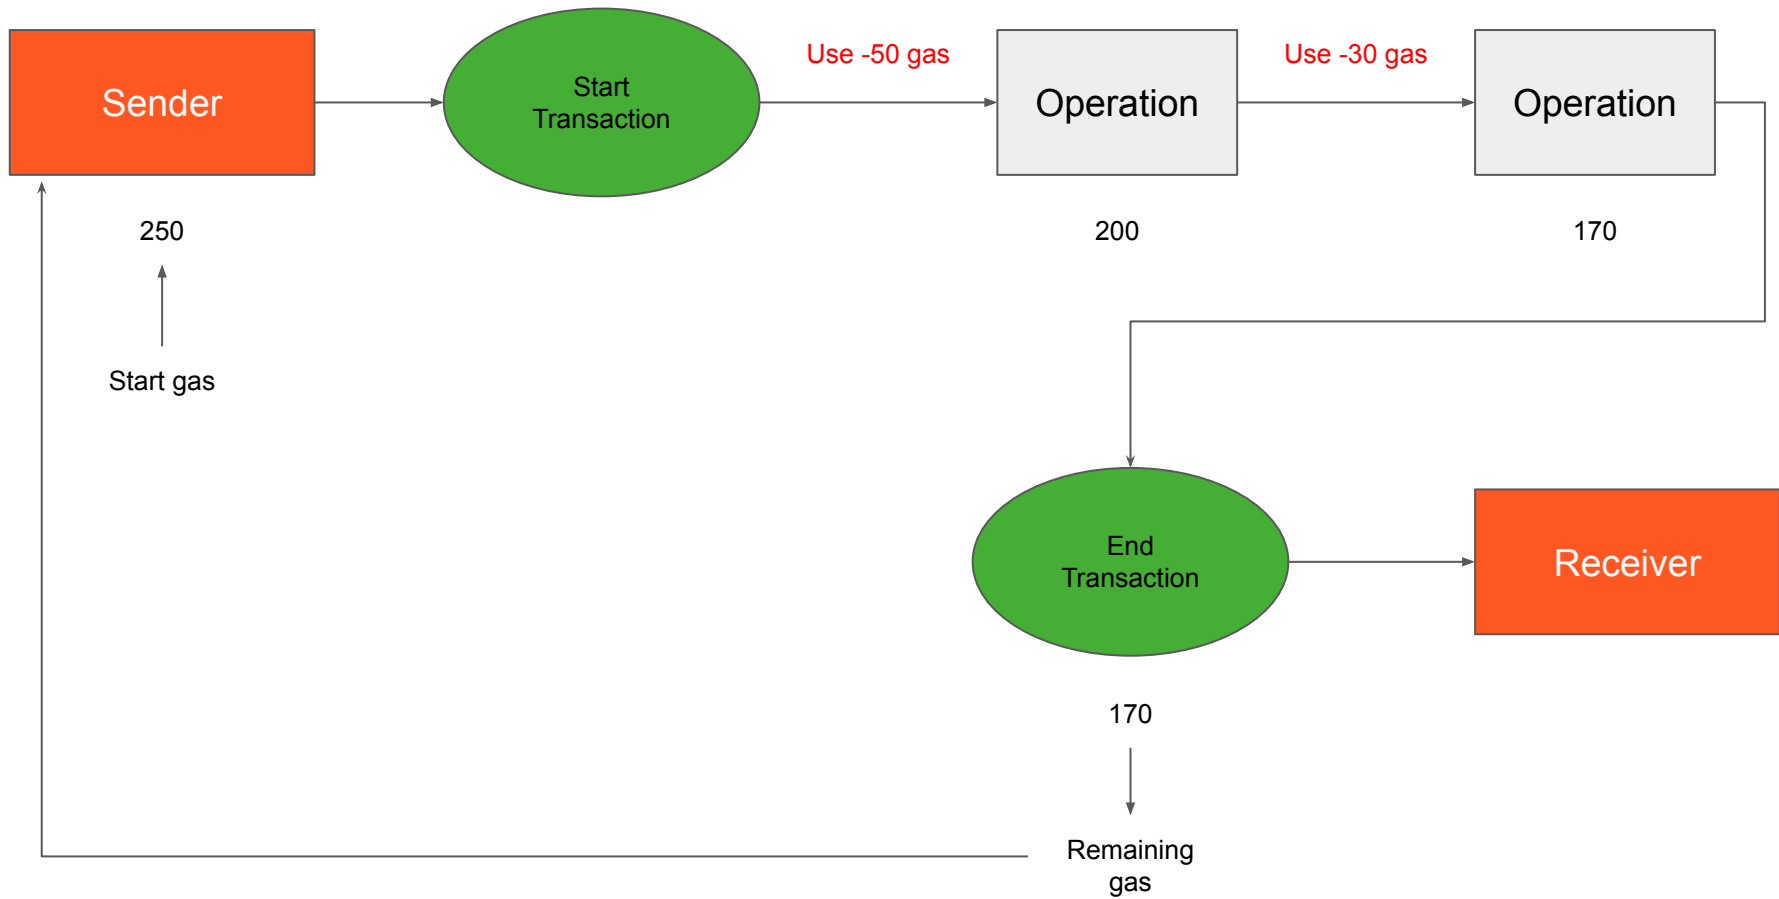 Sender
Start
Transaction
Use -50 gas
Operation
Use -30 gas
Operation
250
200
170
Start gas
End
Transaction
Receiver
170
Remaining
gas